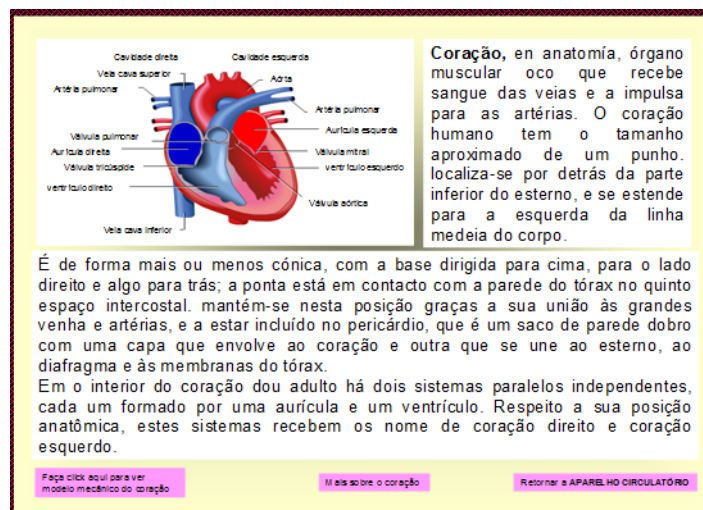 Cavidade direita
Cavidade esquerda
Veia cava superior
Aórta
Artéria pulmonar
Artéria pulmonar
Aurícula esquerda
Válvula pulmonar
Aurícula direita
Válvula mitral
Válvula tricúspide
ventrículo esquerdo
ventrículo direito
Válvula aórtica
Veia cava inferior
Coração, en anatomía, órgano
muscular oco que recebe
sangue das veias e a impulsa
para as artérias. O coração
humano tem o tamanho
aproximado de um punho.
localiza-se por detrás da parte
inferior do esterno, e se estende
para a esquerda da linha
medeia do corpo.
É de forma mais ou menos cónica, com a base dirigida para cima, para o lado
direito e algo para trás; a ponta está em contacto com a parede do tórax no quinto
espaço intercostal. mantém-se nesta posição graças a sua união às grandes
venha e artérias, e a estar incluído no pericárdio, que é um saco de parede dobro
com uma capa que envolve ao coração e outra que se une ao esterno, ao
diafragma e às membranas do tórax.
Em o interior do coração dou adulto há dois sistemas paralelos independentes,
cada um formado por uma aurícula e um ventrículo. Respeito a sua posição
anatômica, estes sistemas recebem os nome de coração direito e coração
esquerdo.
Faça click aqui para ver
modelo mecânico do coração
Mais sobre o coração
Retornar a APARELHO CIRCULATÓRIO